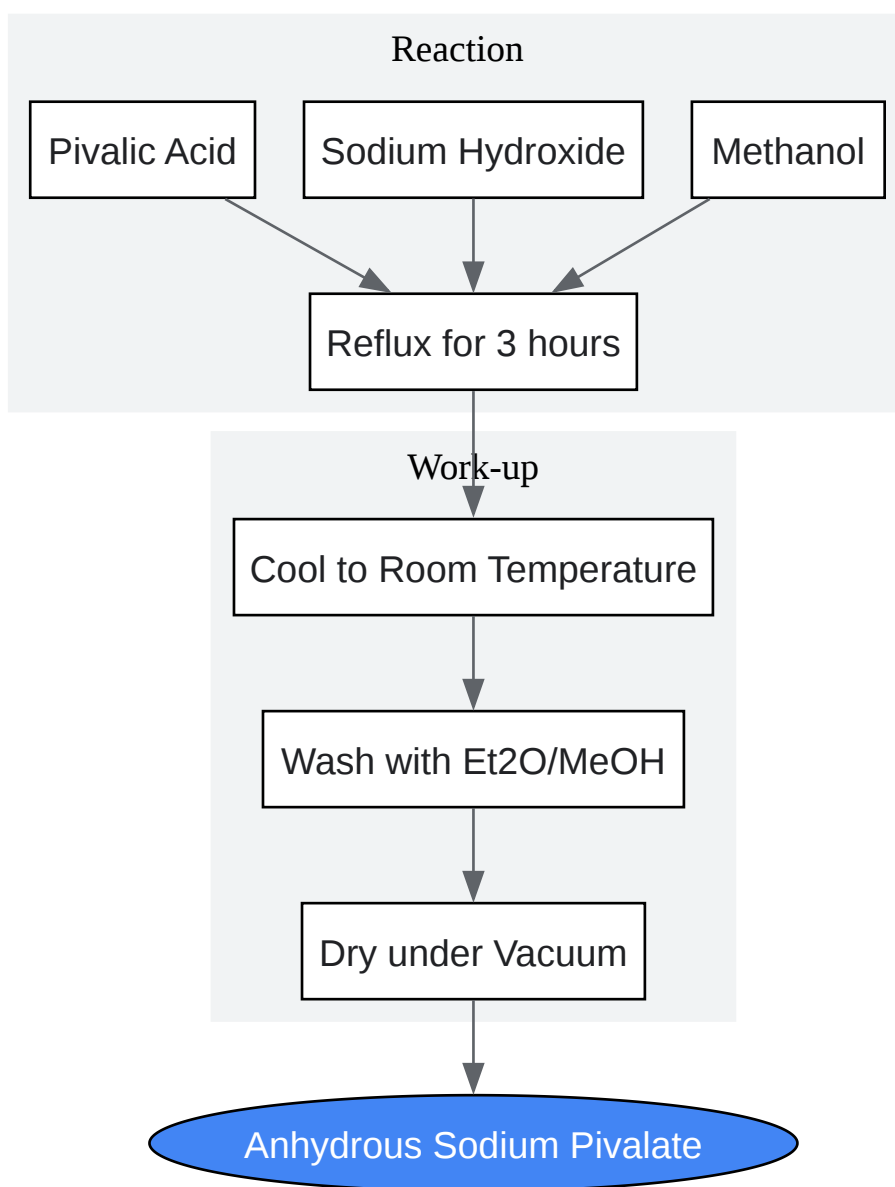 Reaction
Pivalic Acid
Sodium Hydroxide
Methanol
Reflux for 3 hours
Work-up
Cool to Room Temperature
Wash with Et2O/MeOH
Dry under Vacuum
Anhydrous Sodium Pivalate